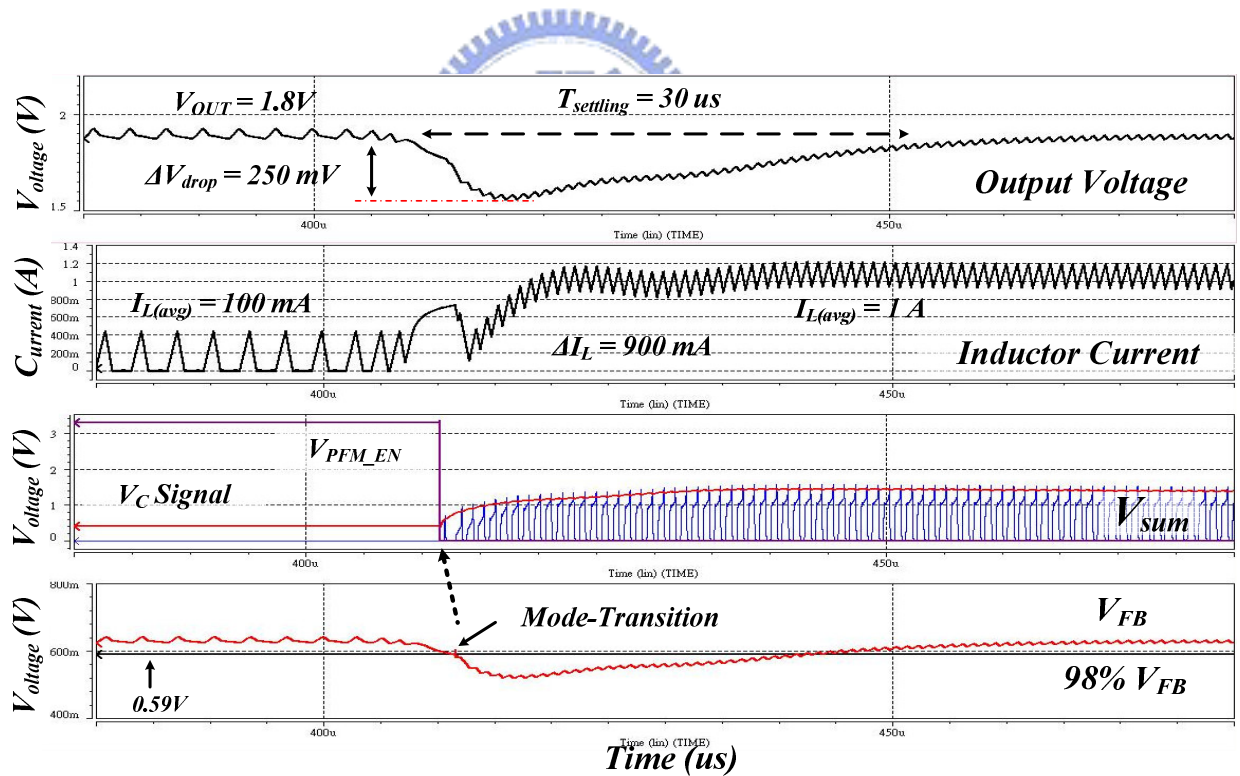 Voltage (V)
2
1.5
V_OUT = 1.8V
T_settling = 30 us
ΔV_drop = 250 mV
Output Voltage
400u
450u
Time (lin) (TIME)
Current (A)
1.4
1.2
1
800m
600m
400m
200m
0
I_L(avg) = 100 mA
ΔI_L = 900 mA
I_L(avg) = 1 A
Inductor Current
400u
450u
Time (lin) (TIME)
Voltage (V)
3
2
1
0
V_PFM_EN
V_C Signal
V_sum
400u
450u
Time (lin) (TIME)
Voltage (V)
800m
600m
400m
Mode-Transition
V_FB
0.59V
98% V_FB
400u
450u
Time (lin) (TIME)
Time (us)